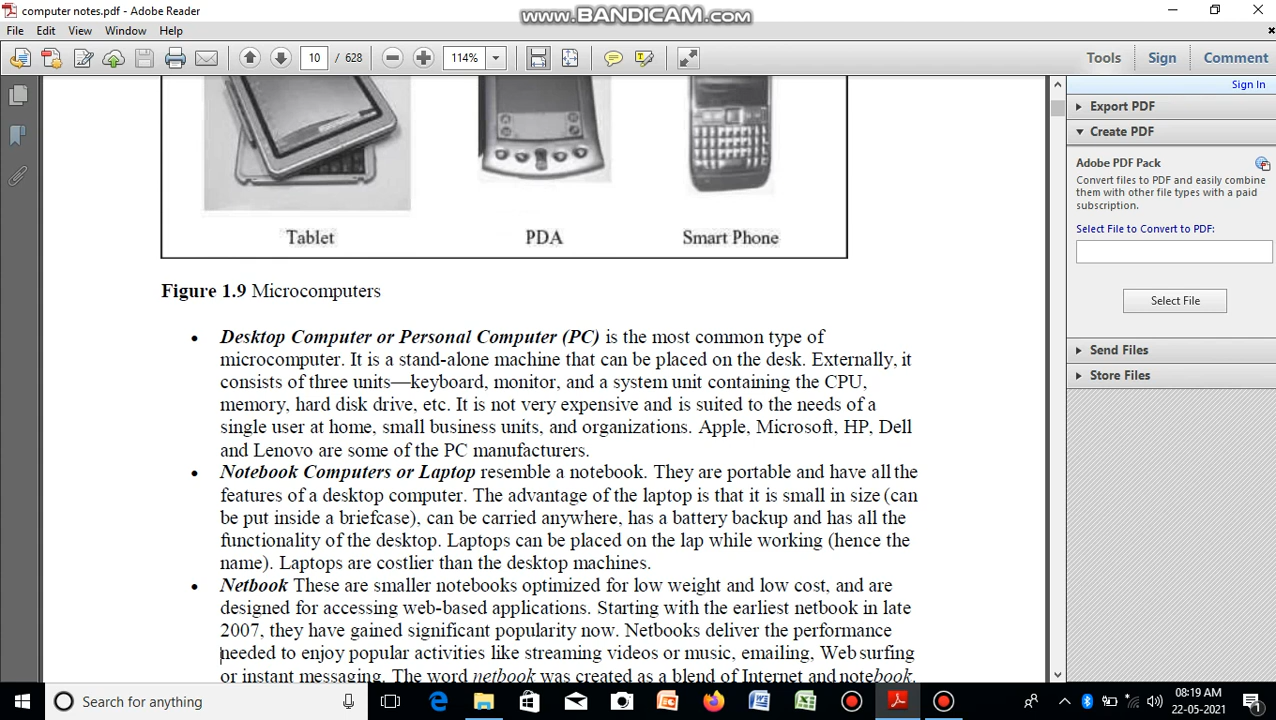 computer notes.pdf - Adobe Reader
www.BANDICAM.com
File Edit View Window Help
10 / 628 114% Tools Sign Comment
Sign In
Export PDF
Create PDF
Adobe PDF Pack
Convert files to PDF and easily combine
them with other file types with a paid
subscription.
Select File to Convert to PDF:
Select File
Send Files
Store Files
Tablet PDA Smart Phone
Figure 1.9 Microcomputers
• Desktop Computer or Personal Computer (PC) is the most common type of
microcomputer. It is a stand-alone machine that can be placed on the desk. Externally, it
consists of three units—keyboard, monitor, and a system unit containing the CPU,
memory, hard disk drive, etc. It is not very expensive and is suited to the needs of a
single user at home, small business units, and organizations. Apple, Microsoft, HP, Dell
and Lenovo are some of the PC manufacturers.
• Notebook Computers or Laptop resemble a notebook. They are portable and have all the
features of a desktop computer. The advantage of the laptop is that it is small in size (can
be put inside a briefcase), can be carried anywhere, has a battery backup and has all the
functionality of the desktop. Laptops can be placed on the lap while working (hence the
name). Laptops are costlier than the desktop machines.
• Netbook These are smaller notebooks optimized for low weight and low cost, and are
designed for accessing web-based applications. Starting with the earliest netbook in late
2007, they have gained significant popularity now. Netbooks deliver the performance
needed to enjoy popular activities like streaming videos or music, emailing, Web surfing
or instant messaging. The word netbook was created as a blend of Internet and notebook.
Search for anything
08:19 AM
22-05-2021
1